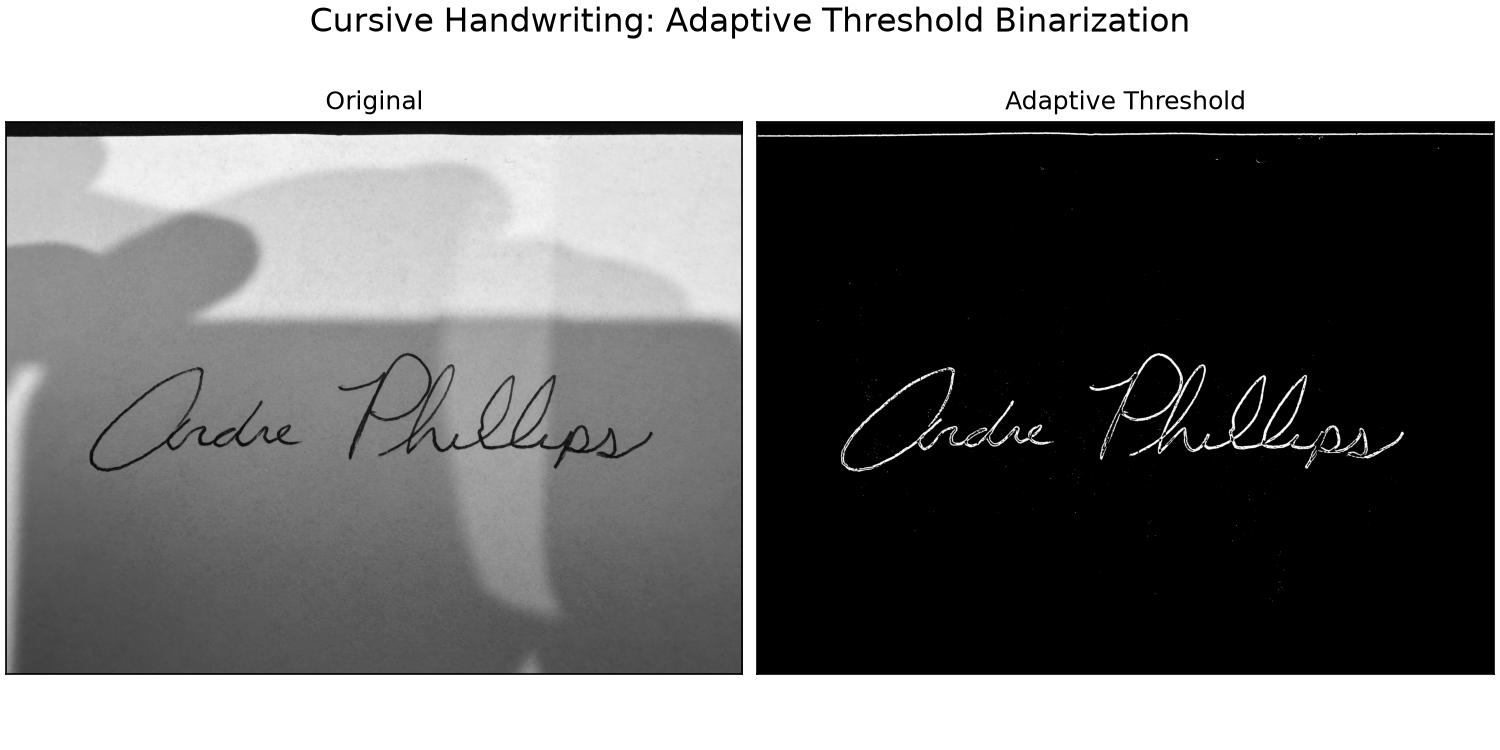 Cursive Handwriting: Adaptive Threshold Binarization
Original
Adaptive Threshold
Andre Phillips
Andre Phillips